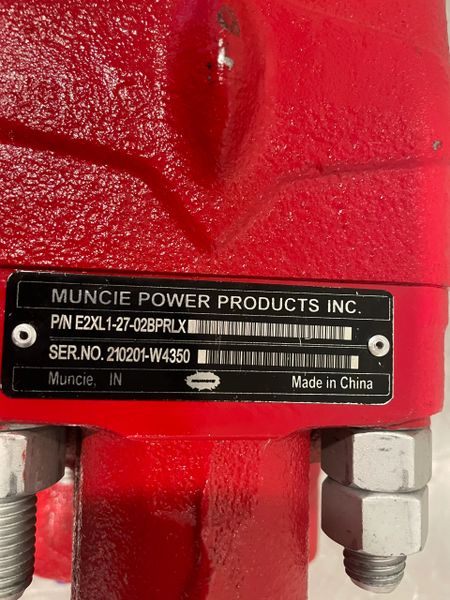 MUNCIE POWER PRODUCTS INC.
P/N E2XL1-27-02BPRLX
SER.NO. 210201-W4350
Muncie, IN Made in China